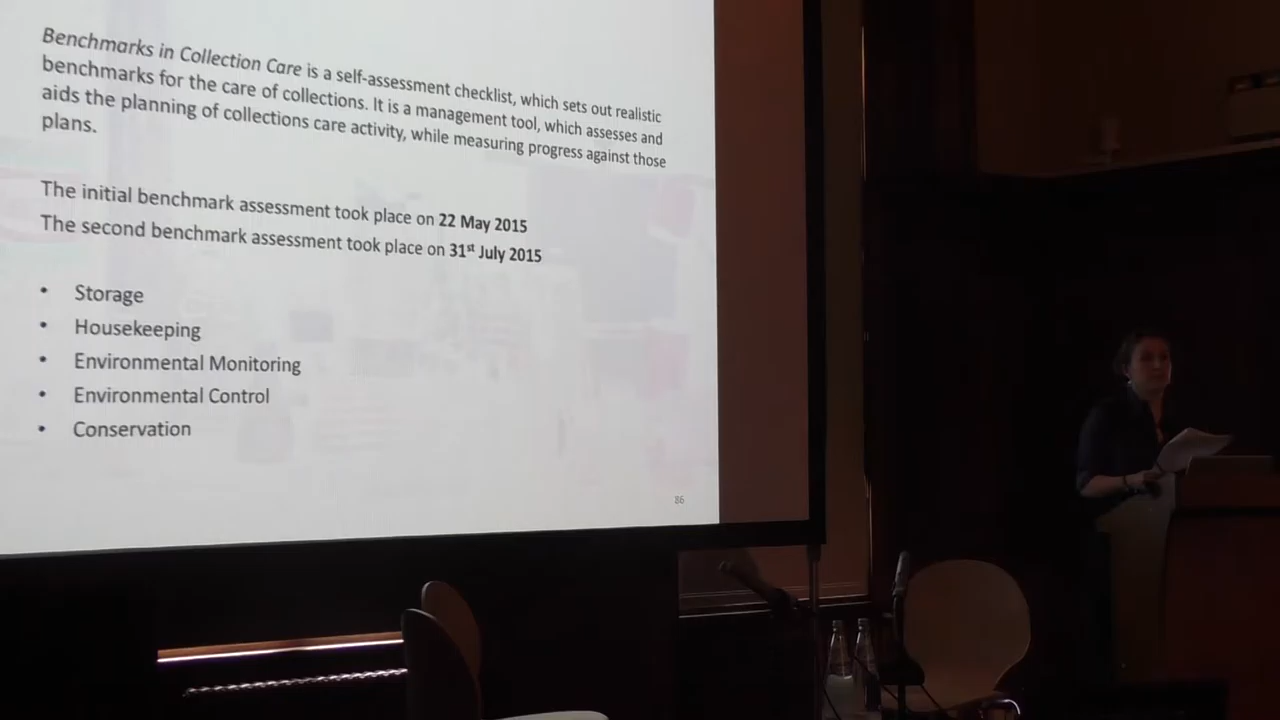 Benchmarks in Collection Care is a self-assessment checklist, which sets out realistic
benchmarks for the care of collections. It is a management tool, which assesses and
aids the planning of collections care activity, while measuring progress against those
plans.
The initial benchmark assessment took place on 22 May 2015
The second benchmark assessment took place on 31st July 2015
• Storage
• Housekeeping
• Environmental Monitoring
• Environmental Control
• Conservation
86